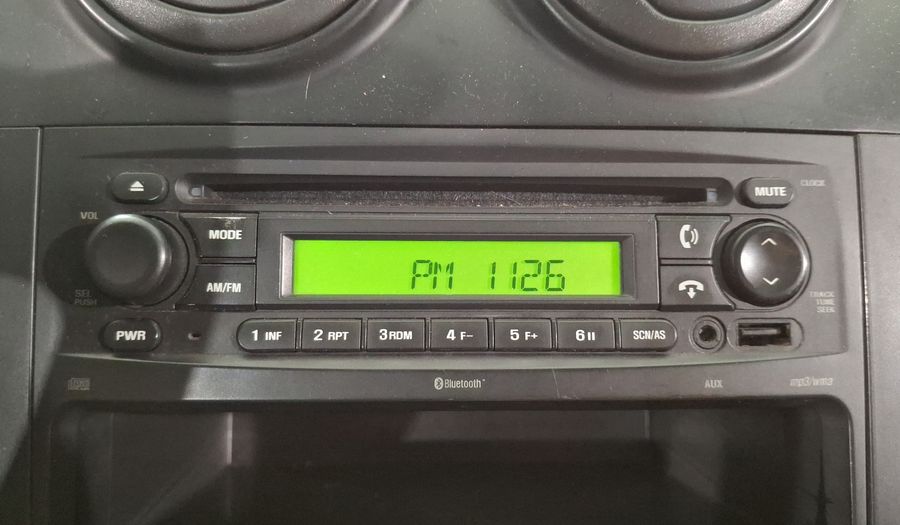 MUTE
CLOCK
VOL
MODE
PM 1126
AM/FM
SEL
PUSH
TRACK
TUNE
SEEK
PWR
1 INF
2 RPT
3 RDM
4 F-
5 F+
6 II
SCN/AS
Bluetooth
AUX
mp3/wma